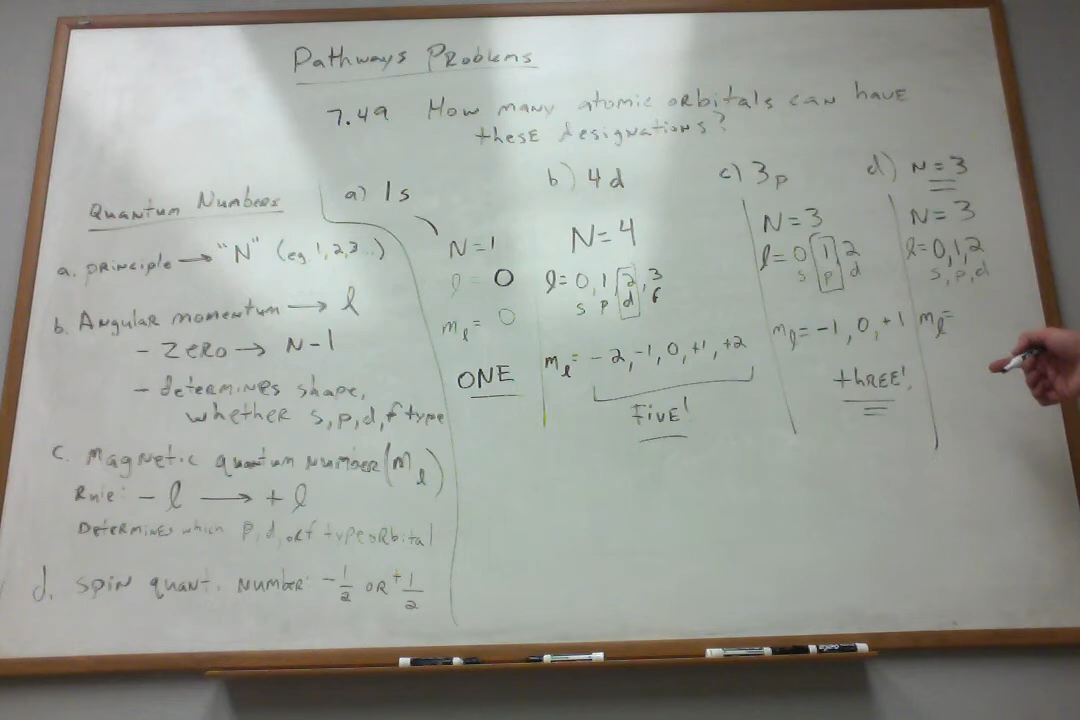 Pathways Problems
7.49 How many atomic orbitals can have
these designations?
Quantum Numbers
a. principle → "N" (eg. 1,2,3..)
b. Angular momentum → l
- Zero → N-1
- determines shape,
whether s, p, d, f type
c. Magnetic quantum number (ml)
Rule: - l → + l
Determines which p, d, or f type orbital
d. spin quant. number: -1/2 or +1/2
a) 1s
N=1
l = 0
ml = 0
ONE
b) 4d
N=4
l = 0, 1, 2, 3
s p d f
ml = -2, -1, 0, +1, +2
Five!
c) 3p
N=3
l = 0 1 2
s p d
ml = -1, 0, +1
thREE!
d) N=3
N=3
l = 0, 1, 2
s, p, d
ml =